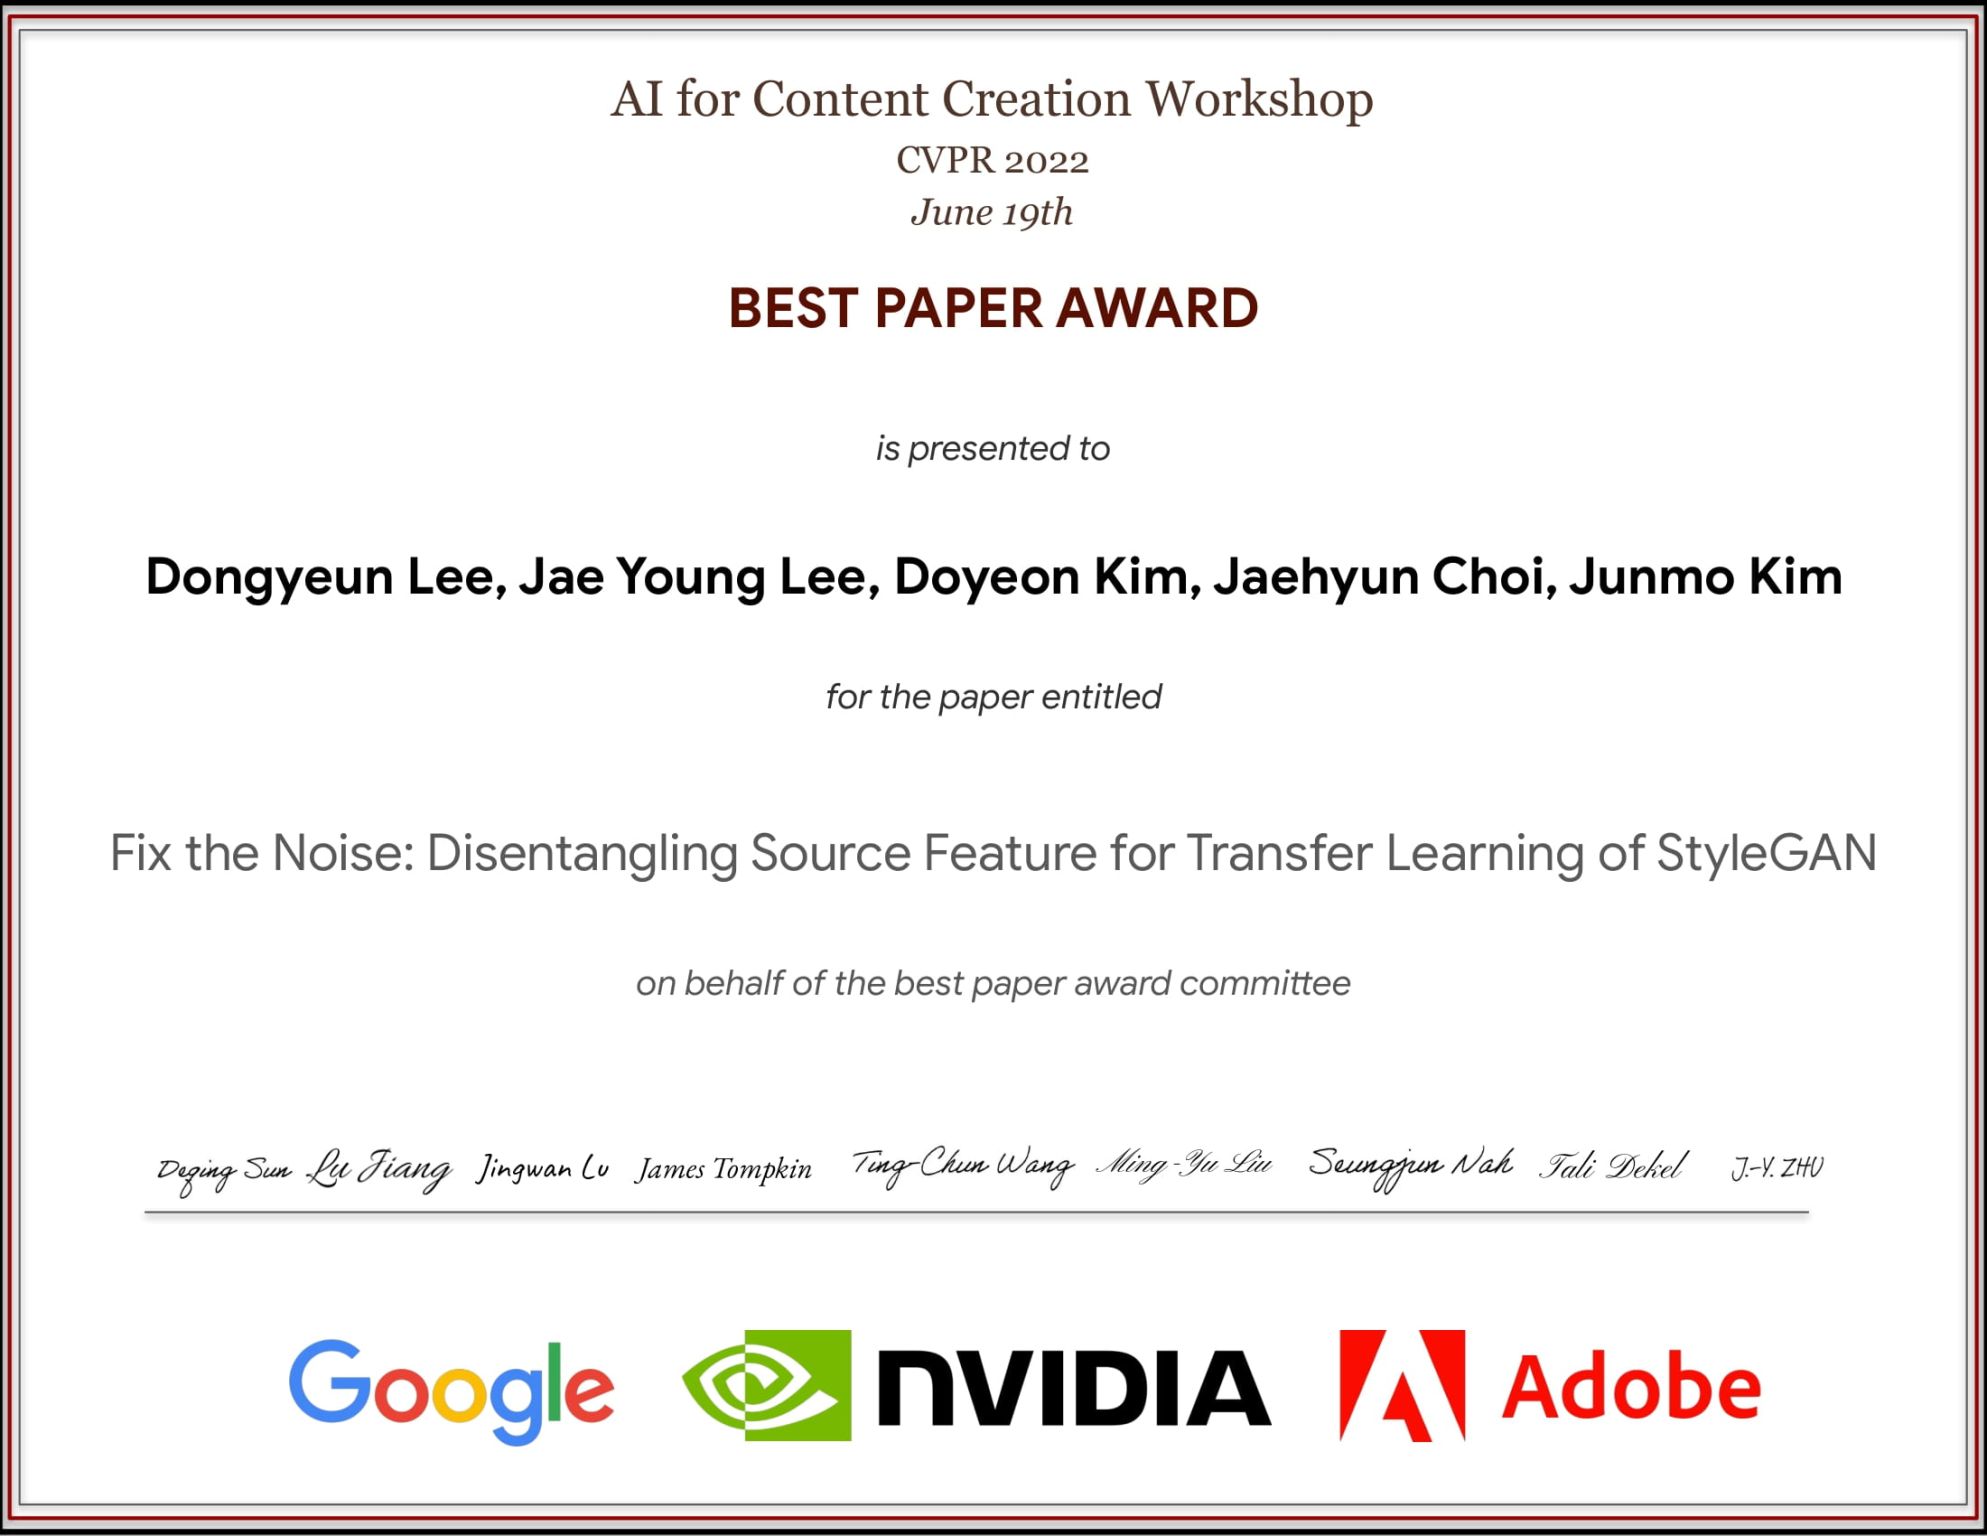 AI for Content Creation Workshop
CVPR 2022
June 19th
BEST PAPER AWARD
is presented to
Dongyeun Lee, Jae Young Lee, Doyeon Kim, Jaehyun Choi, Junmo Kim
for the paper entitled
Fix the Noise: Disentangling Source Feature for Transfer Learning of StyleGAN
on behalf of the best paper award committee
Deqing Sun Lu Jiang Jingwan Lu James Tompkin Ting-Chun Wang Ming-Yu Liu Seungjun Nah Tali Dekel J.-Y. ZHU
Google NVIDIA Adobe